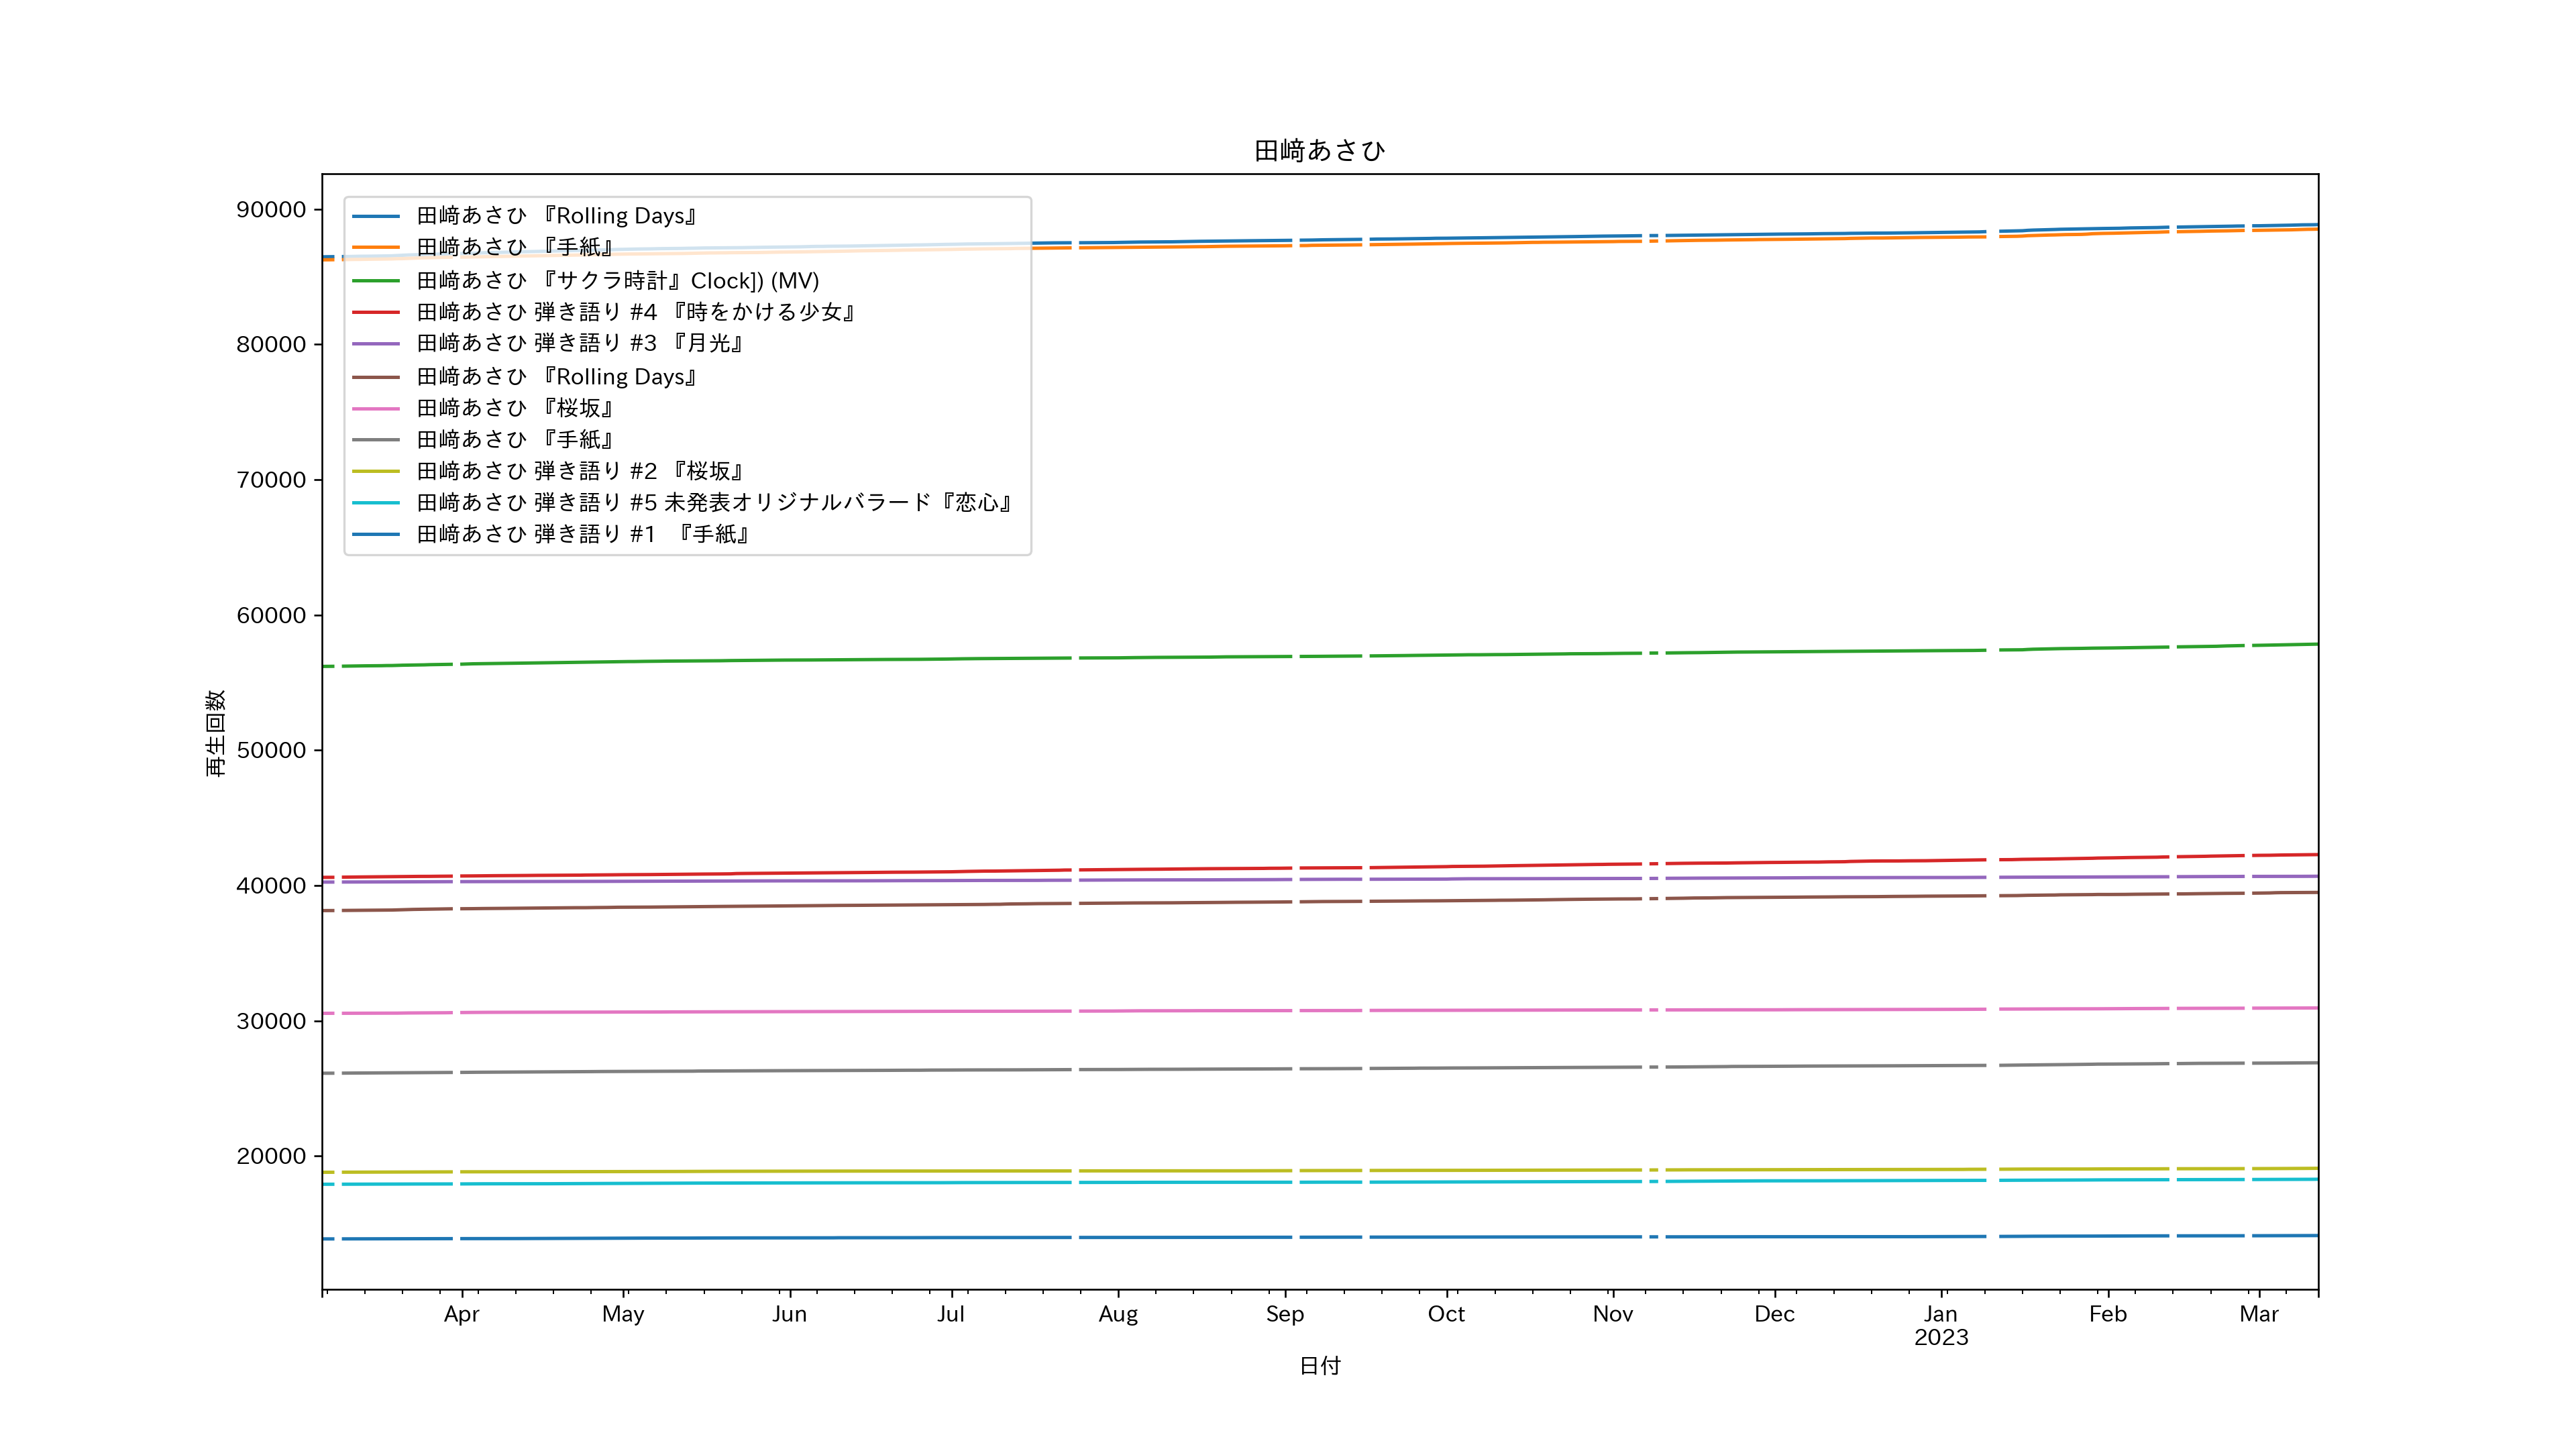 田﨑あさひ
90000
80000
70000
60000
50000
40000
30000
20000
再生回数
田﨑あさひ 『Rolling Days』
田﨑あさひ 『手紙』
田﨑あさひ 『サクラ時計』Clock]) (MV)
田﨑あさひ 弾き語り #4 『時をかける少女』
田﨑あさひ 弾き語り #3 『月光』
田﨑あさひ 『Rolling Days』
田﨑あさひ 『桜坂』
田﨑あさひ 『手紙』
田﨑あさひ 弾き語り #2 『桜坂』
田﨑あさひ 弾き語り #5 未発表オリジナルバラード『恋心』
田﨑あさひ 弾き語り #1 『手紙』
Apr May Jun Jul Aug Sep Oct Nov Dec Jan Feb Mar
2023
日付